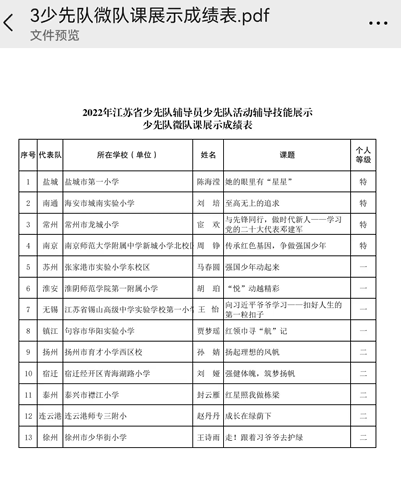 3少先队微队课展示成绩表.pdf
文件预览
2022年江苏省少先队辅导员少先队活动辅导技能展示
少先队微队课展示成绩表
序号 代表队 所在学校（单位） 姓名 课题 个人等级
1 盐城 盐城市第一小学 陈海滢 她的眼里有“星星” 特
2 南通 海安市城南实验小学 刘 培 至高无上的追求 特
3 常州 常州市龙城小学 宦 欢 与先锋同行，做时代新人——学习党的二十大代表邓建军 特
4 南京 南京师范大学附属中学新城小学北校区 周 铮 传承红色基因，争做强国少年 特
5 苏州 张家港市实验小学东校区 马春圆 强国少年动起来 一
6 淮安 淮阴师范学院第一附属小学 胡 珀 “悦”动越精彩 一
7 无锡 江苏省锡山高级中学实验学校第一小学 王 怡 向习近平爷爷学习——扣好人生的第一粒扣子 一
8 镇江 句容市华阳实验小学 贾梦瑶 红领巾寻“航”记 一
9 扬州 扬州市育才小学西区校 孙 婧 扬起理想的风帆 二
10 宿迁 宿迁经开区青海湖路小学 刘 嫚 强健体魄，筑梦扬帆 二
11 泰州 泰兴市襟江小学 封云雁 红星照我做栋梁 二
12 连云港 连云港师专三附小 赵丹丹 成长在绿荫下 二
13 徐州 徐州市少华街小学 王诗雨 走！跟着习爷爷去护绿 二